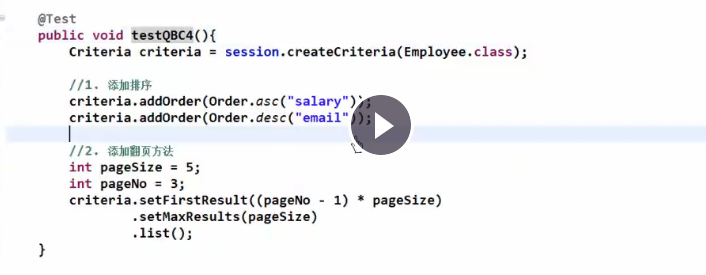 @Test
public void testQBC4(){
Criteria criteria = session.createCriteria(Employee.class);
//1. 添加排序
criteria.addOrder(Order.asc("salary"));
criteria.addOrder(Order.desc("email"));
//2. 添加翻页方法
int pageSize = 5;
int pageNo = 3;
criteria.setFirstResult((pageNo - 1) * pageSize)
.setMaxResults(pageSize)
.list();
}